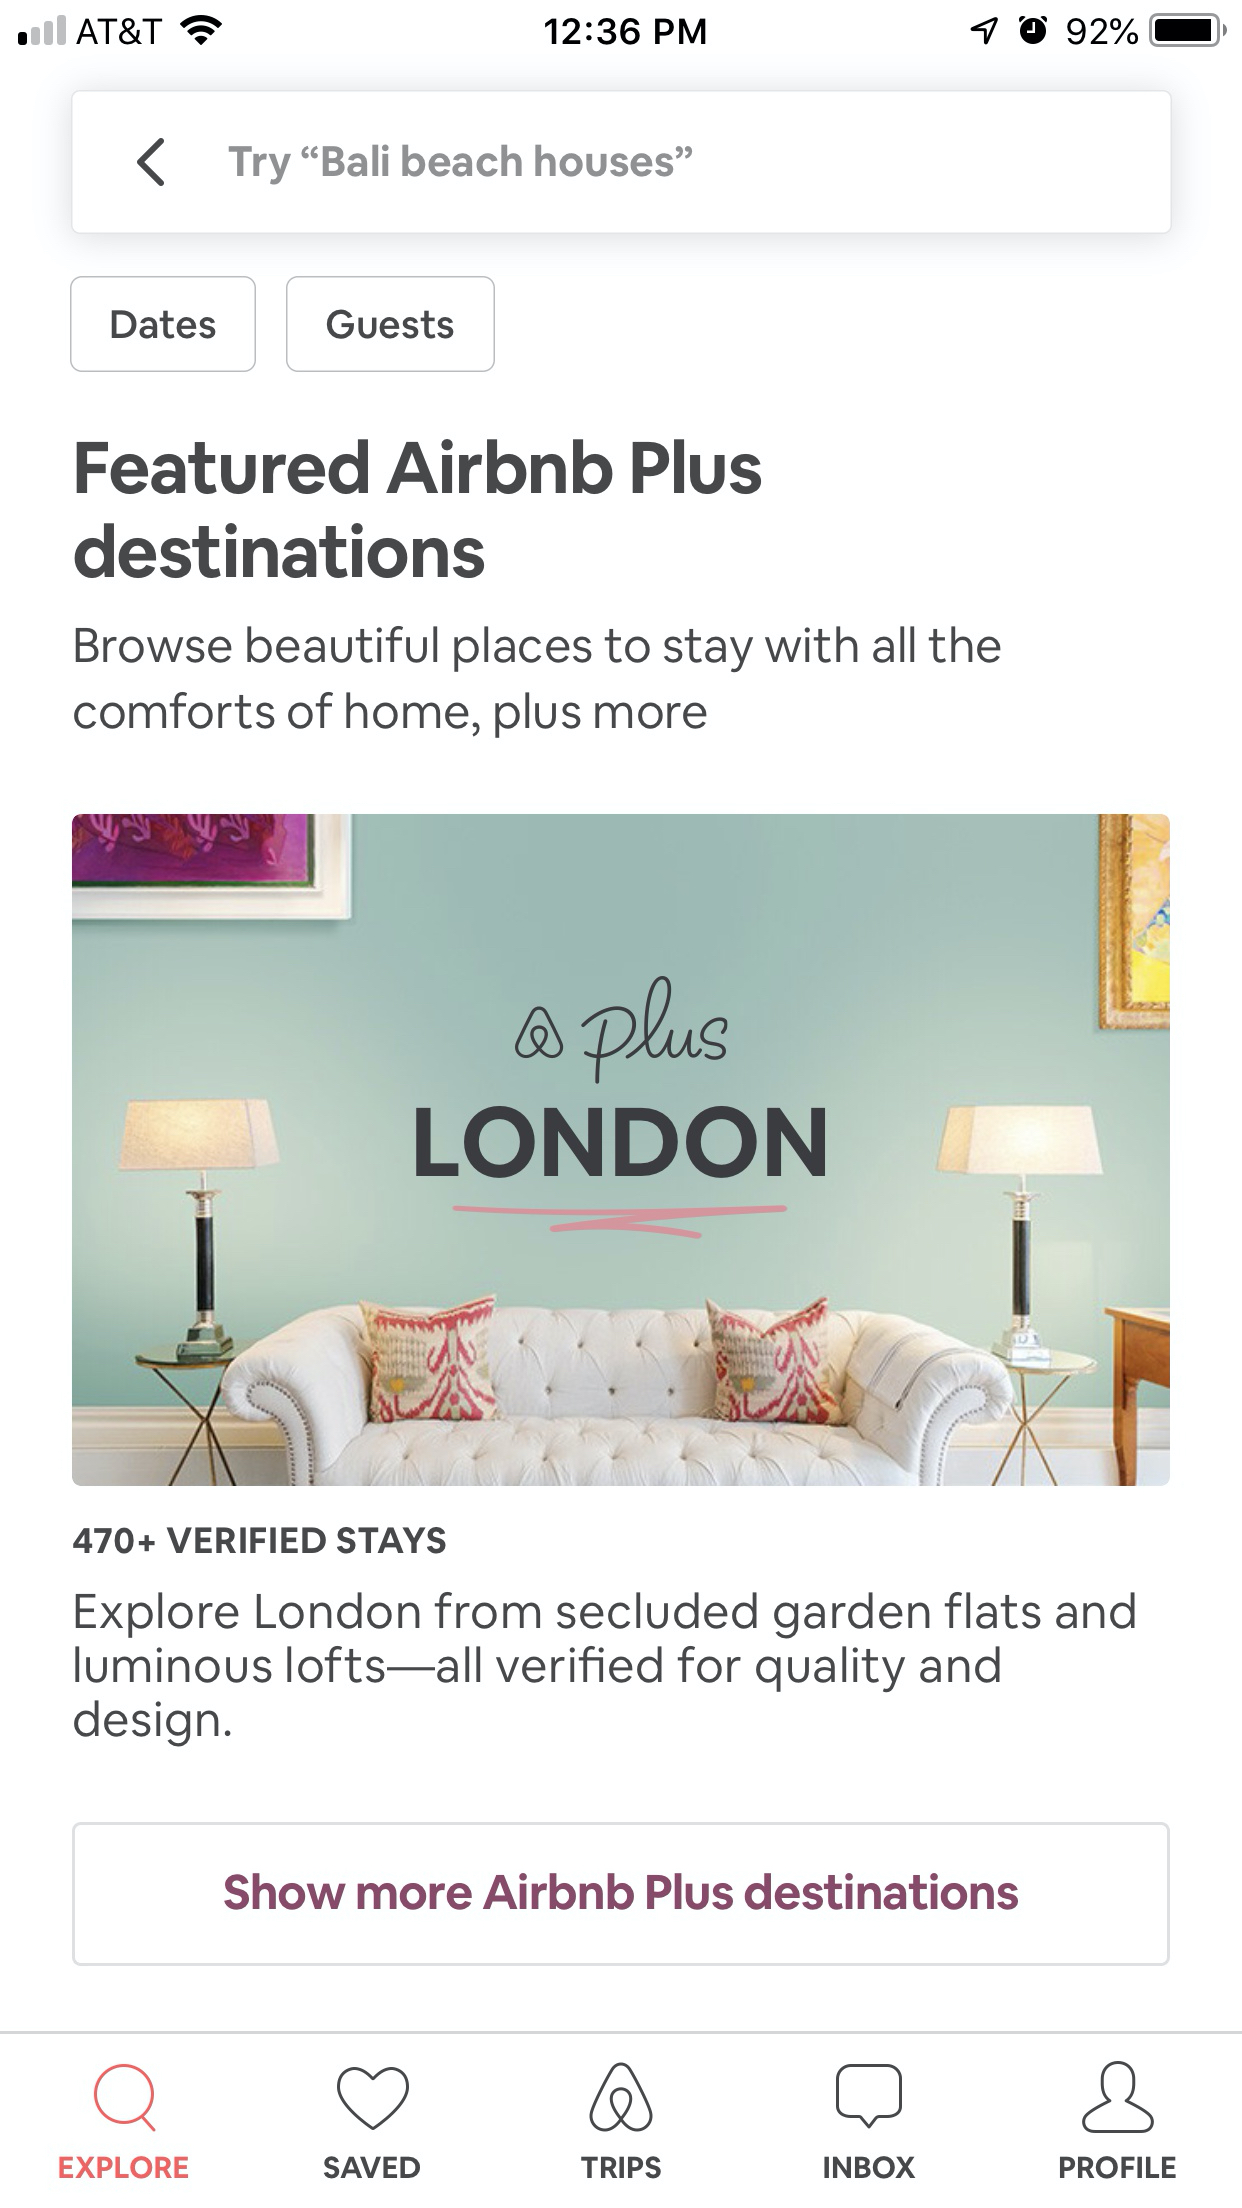 AT&T 12:36 PM 92%
Try “Bali beach houses”
Dates Guests
Featured Airbnb Plus
destinations
Browse beautiful places to stay with all the
comforts of home, plus more
plus
LONDON
470+ VERIFIED STAYS
Explore London from secluded garden flats and
luminous lofts—all verified for quality and
design.
Show more Airbnb Plus destinations
EXPLORE SAVED TRIPS INBOX PROFILE